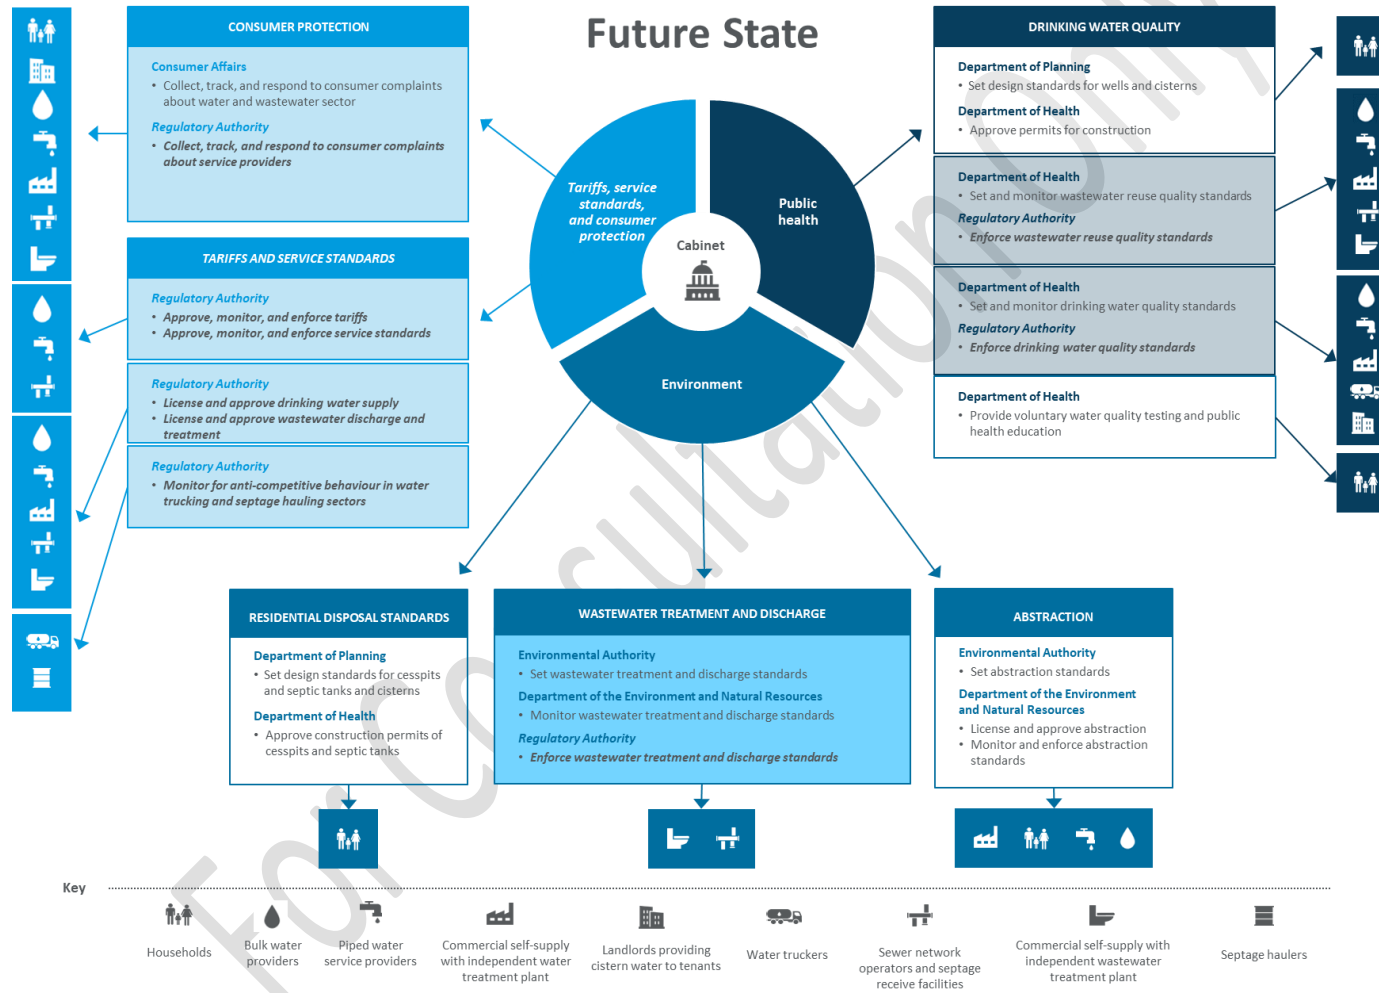 Future State
CONSUMER PROTECTION
Consumer Affairs
• Collect, track, and respond to consumer complaints
about water and wastewater sector
Regulatory Authority
• Collect, track, and respond to consumer complaints
about service providers
TARIFFS AND SERVICE STANDARDS
Regulatory Authority
• Approve, monitor, and enforce tariffs
• Approve, monitor, and enforce service standards
Regulatory Authority
• License and approve drinking water supply
• License and approve wastewater discharge and
treatment
Regulatory Authority
• Monitor for anti-competitive behaviour in water
trucking and septage hauling sectors
Tariffs, service
standards,
and consumer
protection
Public
health
Cabinet
Environment
DRINKING WATER QUALITY
Department of Planning
• Set design standards for wells and cisterns
Department of Health
• Approve permits for construction
Department of Health
• Set and monitor wastewater reuse quality standards
Regulatory Authority
• Enforce wastewater reuse quality standards
Department of Health
• Set and monitor drinking water quality standards
Regulatory Authority
• Enforce drinking water quality standards
Department of Health
• Provide voluntary water quality testing and public
health education
RESIDENTIAL DISPOSAL STANDARDS
Department of Planning
• Set design standards for cesspits
and septic tanks and cisterns
Department of Health
• Approve construction permits of
cesspits and septic tanks
WASTEWATER TREATMENT AND DISCHARGE
Environmental Authority
• Set wastewater treatment and discharge standards
Department of the Environment and Natural Resources
• Monitor wastewater treatment and discharge standards
Regulatory Authority
• Enforce wastewater treatment and discharge standards
ABSTRACTION
Environmental Authority
• Set abstraction standards
Department of the Environment
and Natural Resources
• License and approve abstraction
• Monitor and enforce abstraction
standards
Key
Households
Bulk water
providers
Piped water
service providers
Commercial self-supply
with independent water
treatment plant
Landlords providing
cistern water to tenants
Water truckers
Sewer network
operators and septage
receive facilities
Commercial self-supply with
independent wastewater
treatment plant
Septage haulers
For Consultation Only